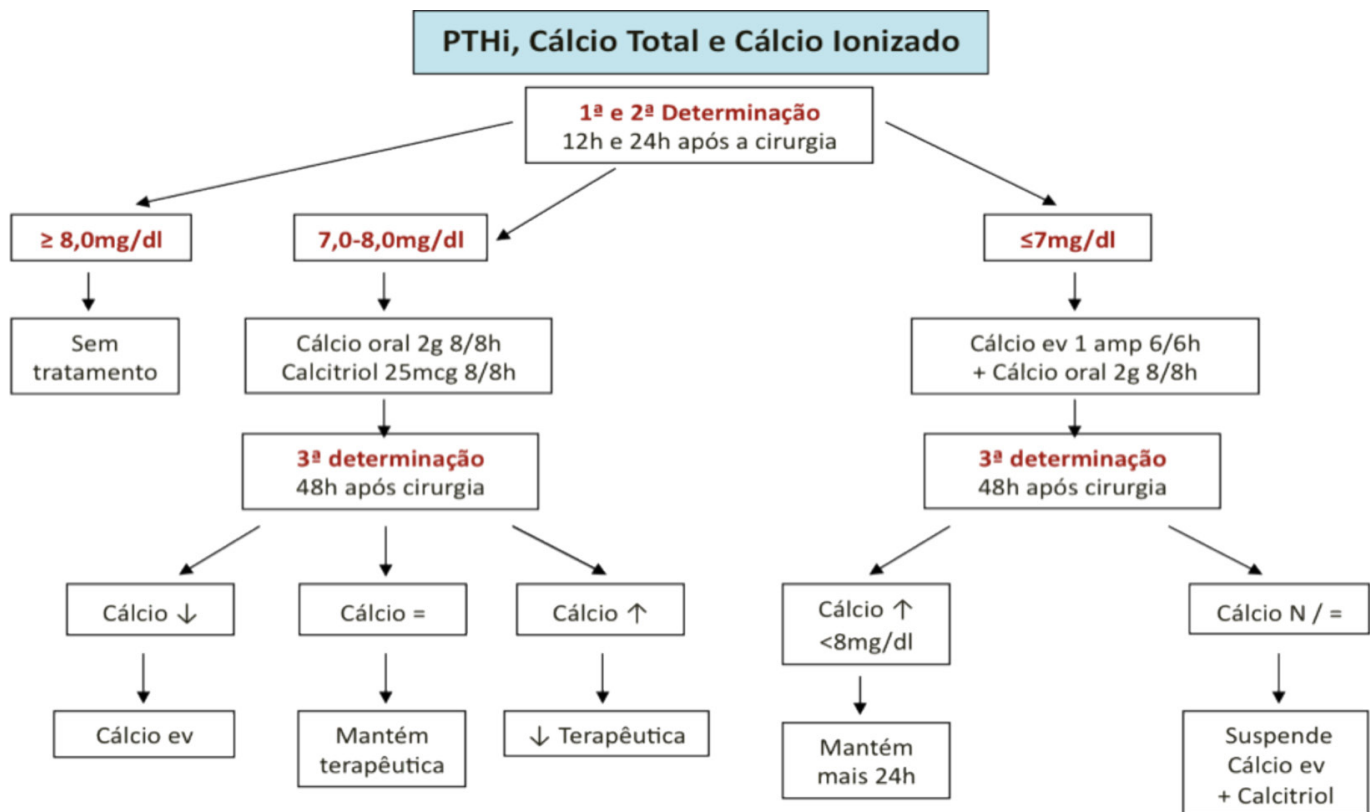 PTHi, Cálcio Total e Cálcio Ionizado
1ª e 2ª Determinação
12h e 24h após a cirurgia
≥ 8,0mg/dl
7,0-8,0mg/dl
≤7mg/dl
Sem
tratamento
Cálcio oral 2g 8/8h
Calcitriol 25mcg 8/8h
Cálcio ev 1 amp 6/6h
+ Cálcio oral 2g 8/8h
3ª determinação
48h após cirurgia
3ª determinação
48h após cirurgia
Cálcio ↓
Cálcio =
Cálcio ↑
Cálcio ↑
<8mg/dl
Cálcio N / =
Cálcio ev
Mantém
terapêutica
↓ Terapêutica
Mantém
mais 24h
Suspende
Cálcio ev
+ Calcitriol